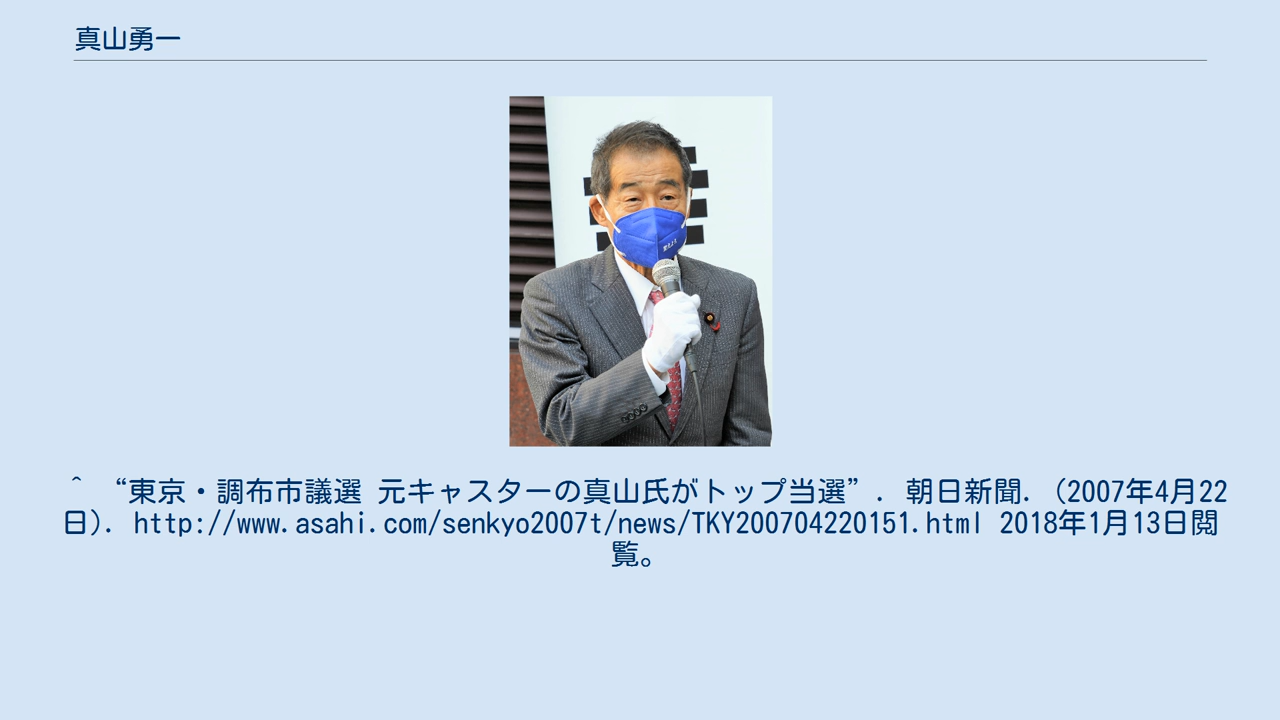 真山勇一
^ “東京・調布市議選 元キャスターの真山氏がトップ当選”. 朝日新聞. (2007年4月22
日). http://www.asahi.com/senkyo2007t/news/TKY200704220151.html 2018年1月13日閲
覧。